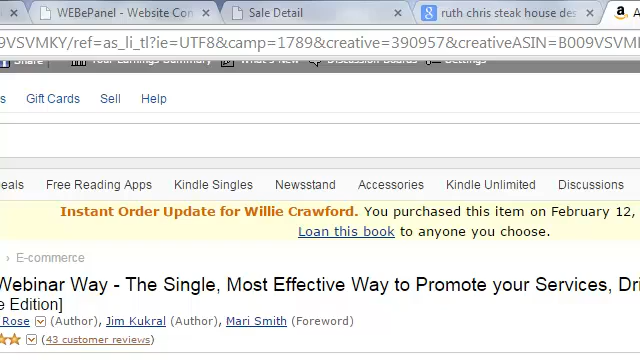 WEBePanel - Website Con × Sale Detail × ruth chris steak house des × A
9VSVMKY/ref=as_li_tl?ie=UTF8&camp=1789&creative=390957&creativeASIN=B009VSVMK
Share Your Earnings Summary What's New Discussion Boards Settings
s Gift Cards Sell Help
eals Free Reading Apps Kindle Singles Newsstand Accessories Kindle Unlimited Discussions
Instant Order Update for Willie Crawford. You purchased this item on February 12,
Loan this book to anyone you choose.
› E-commerce
Webinar Way - The Single, Most Effective Way to Promote your Services, Dri
e Edition]
Rose (Author), Jim Kukral (Author), Mari Smith (Foreword)
(43 customer reviews)